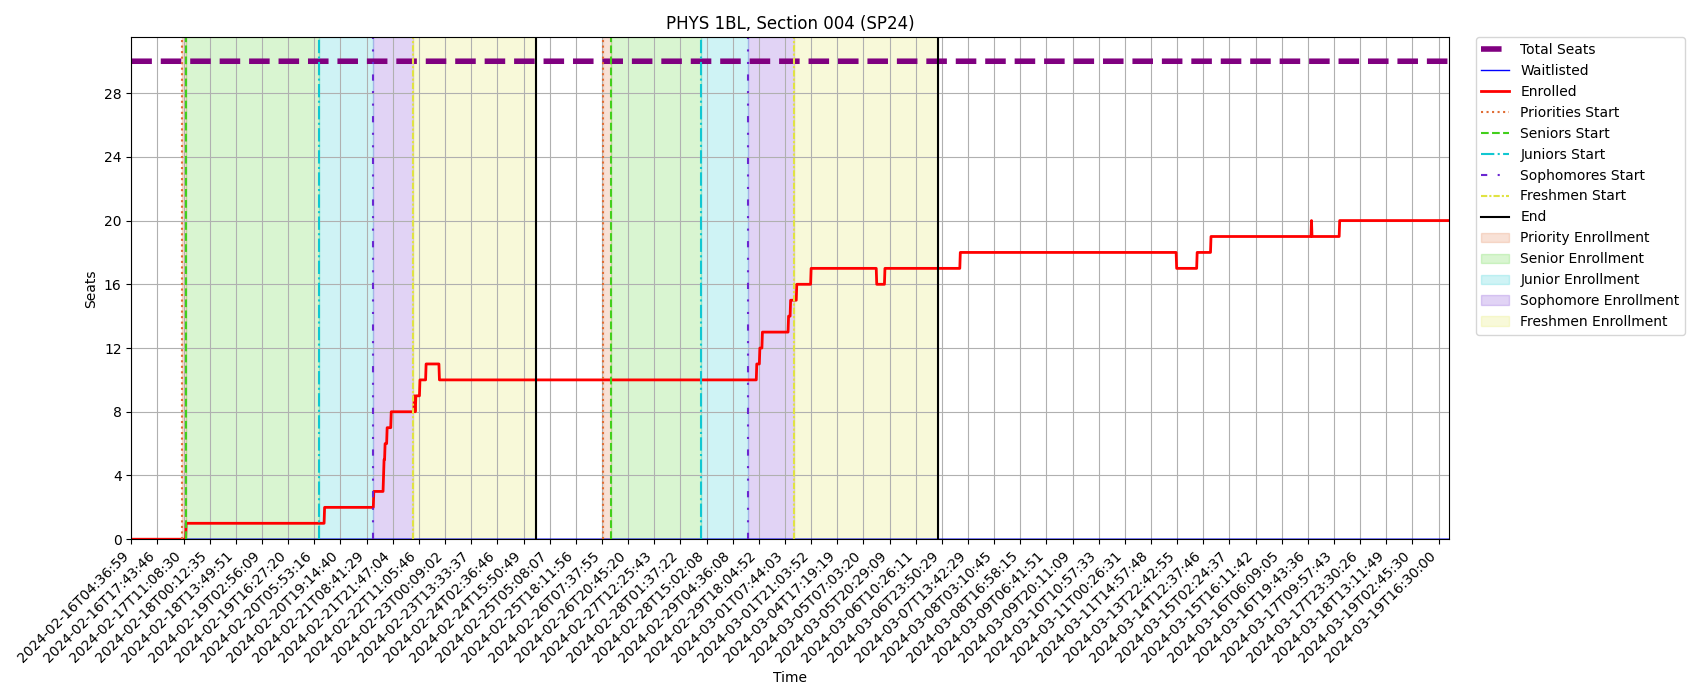 PHYS 1BL, Section 004 (SP24)
Total Seats
Waitlisted
Enrolled
Priorities Start
Seniors Start
Juniors Start
Sophomores Start
Freshmen Start
End
Priority Enrollment
Senior Enrollment
Junior Enrollment
Sophomore Enrollment
Freshmen Enrollment
Seats
28
24
20
16
12
8
4
0
2024-02-16T04:36:59
2024-02-16T17:43:46
2024-02-17T11:08:30
2024-02-18T00:12:35
2024-02-18T13:49:51
2024-02-19T02:56:09
2024-02-19T16:27:20
2024-02-20T05:53:16
2024-02-20T19:14:40
2024-02-21T08:41:29
2024-02-21T21:47:04
2024-02-22T11:05:46
2024-02-23T00:09:02
2024-02-23T13:33:37
2024-02-24T02:36:46
2024-02-24T15:50:49
2024-02-25T05:08:07
2024-02-25T18:11:56
2024-02-26T07:37:55
2024-02-26T20:45:20
2024-02-27T12:25:43
2024-02-28T01:37:22
2024-02-28T15:02:08
2024-02-29T04:36:08
2024-02-29T18:04:52
2024-03-01T07:44:03
2024-03-01T21:03:52
2024-03-04T17:19:19
2024-03-05T07:03:20
2024-03-05T20:29:09
2024-03-06T10:26:11
2024-03-06T23:50:29
2024-03-07T13:42:29
2024-03-08T03:10:45
2024-03-08T16:58:15
2024-03-09T06:41:51
2024-03-09T20:11:09
2024-03-10T10:57:33
2024-03-11T00:26:31
2024-03-11T14:57:48
2024-03-13T22:42:55
2024-03-14T12:37:46
2024-03-15T02:24:37
2024-03-15T16:11:42
2024-03-16T06:09:05
2024-03-16T19:43:36
2024-03-17T09:57:43
2024-03-17T23:30:26
2024-03-18T13:11:49
2024-03-19T02:45:30
2024-03-19T16:30:00
Time